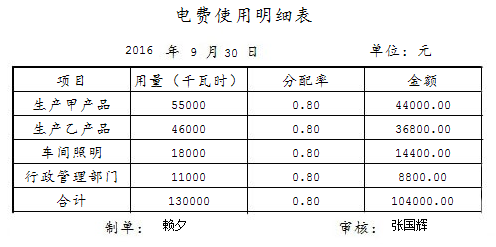 电费使用明细表
2016 年 9 月 30 日 单位：元
项目 用量（千瓦时） 分配率 金额
生产甲产品 55000 0.80 44000.00
生产乙产品 46000 0.80 36800.00
车间照明 18000 0.80 14400.00
行政管理部门 11000 0.80 8800.00
合计 130000 0.80 104000.00
制单： 赖夕 审核： 张国辉